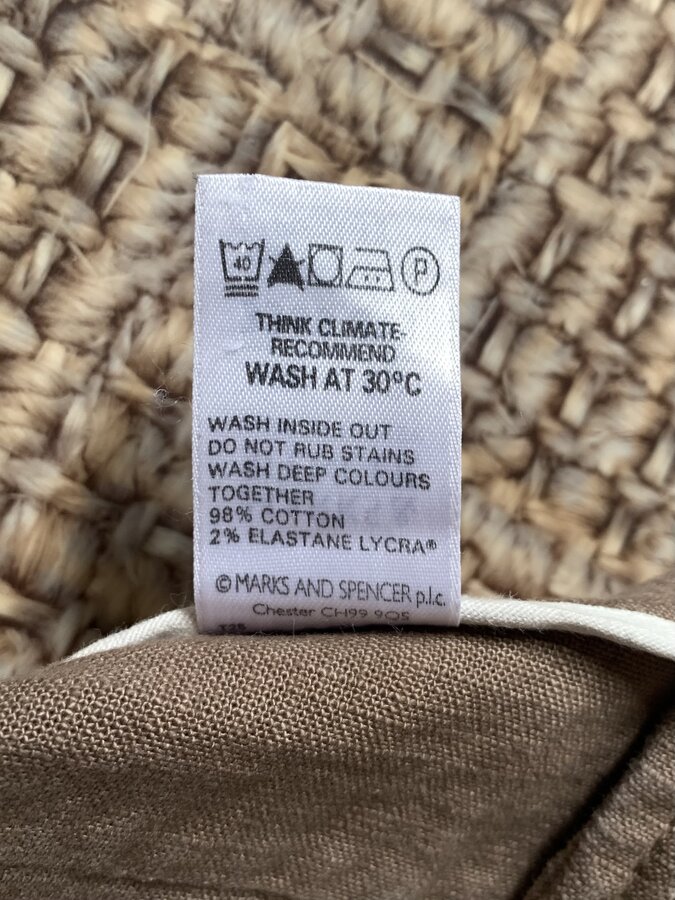 40
P
THINK CLIMATE-
RECOMMEND
WASH AT 30°C
WASH INSIDE OUT
DO NOT RUB STAINS
WASH DEEP COLOURS
TOGETHER
98% COTTON
2% ELASTANE LYCRA®
© MARKS AND SPENCER p.l.c.
Chester CH99 9QS